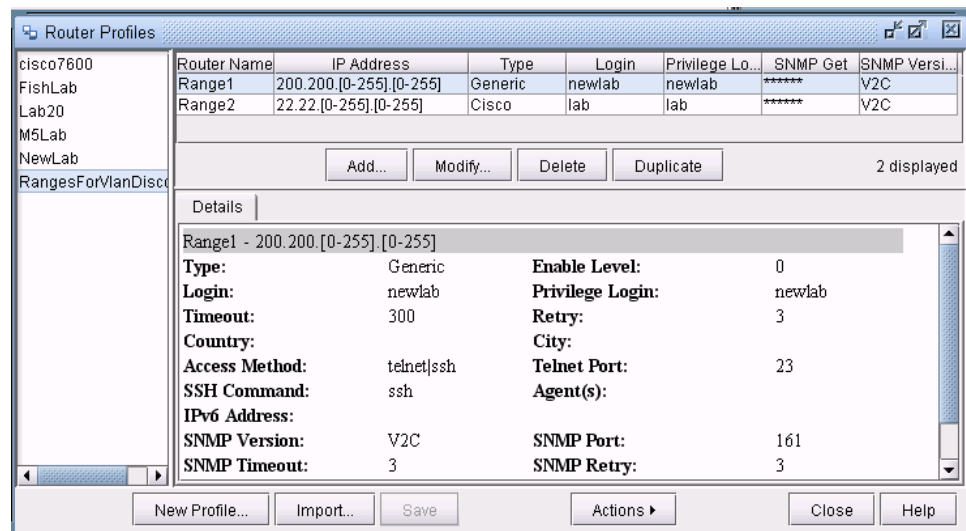 Router Profiles
cisco7600
FishLab
Lab20
M5Lab
NewLab
RangesForVlanDisc
Router Name IP Address Type Login Privilege Lo... SNMP Get SNMP Versi...
Range1 200.200.[0-255].[0-255] Generic newlab newlab ****** V2C
Range2 22.22.[0-255].[0-255] Cisco lab lab ****** V2C
Add... Modify... Delete Duplicate 2 displayed
Details
Range1 - 200.200.[0-255].[0-255]
Type: Generic Enable Level: 0
Login: newlab Privilege Login: newlab
Timeout: 300 Retry: 3
Country: City:
Access Method: telnet|ssh Telnet Port: 23
SSH Command: ssh Agent(s):
IPv6 Address:
SNMP Version: V2C SNMP Port: 161
SNMP Timeout: 3 SNMP Retry: 3
New Profile... Import... Save Actions Close Help